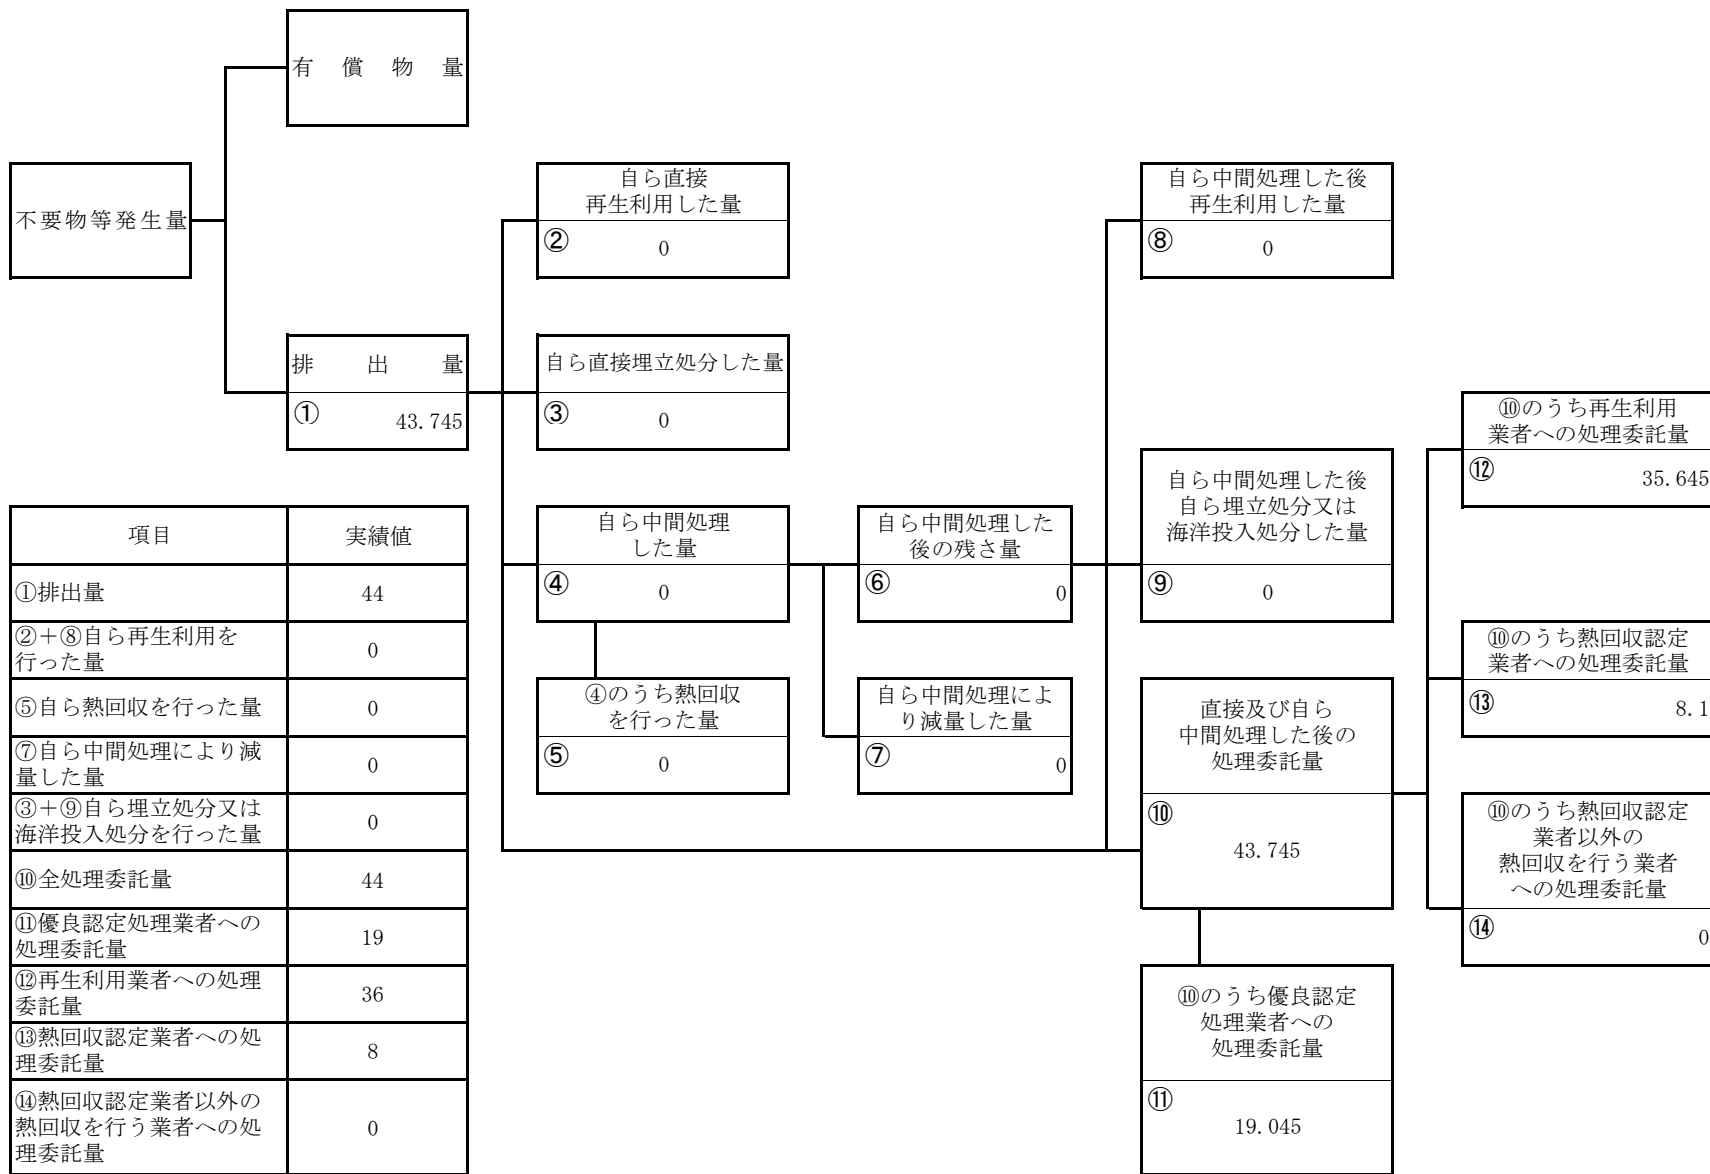 有償物量
不要物等発生量
排出量
① 43.745
自ら直接
再生利用した量
② 0
自ら直接埋立処分した量
③ 0
自ら中間処理
した量
④ 0
④のうち熱回収
を行った量
⑤ 0
自ら中間処理した
後の残さ量
⑥ 0
自ら中間処理によ
り減量した量
⑦ 0
自ら中間処理した後
再生利用した量
⑧ 0
自ら中間処理した後
自ら埋立処分又は
海洋投入処分した量
⑨ 0
直接及び自ら
中間処理した後の
処理委託量
⑩
43.745
⑩のうち優良認定
処理業者への
処理委託量
⑪
19.045
⑩のうち再生利用
業者への処理委託量
⑫ 35.645
⑩のうち熱回収認定
業者への処理委託量
⑬ 8.1
⑩のうち熱回収認定
業者以外の
熱回収を行う業者
への処理委託量
⑭ 0
項目 実績値
①排出量 44
②+⑧自ら再生利用を
行った量 0
⑤自ら熱回収を行った量 0
⑦自ら中間処理により減
量した量 0
③+⑨自ら埋立処分又は
海洋投入処分を行った量 0
⑩全処理委託量 44
⑪優良認定処理業者への
処理委託量 19
⑫再生利用業者への処理
委託量 36
⑬熱回収認定業者への処
理委託量 8
⑭熱回収認定業者以外の
熱回収を行う業者への処
理委託量 0